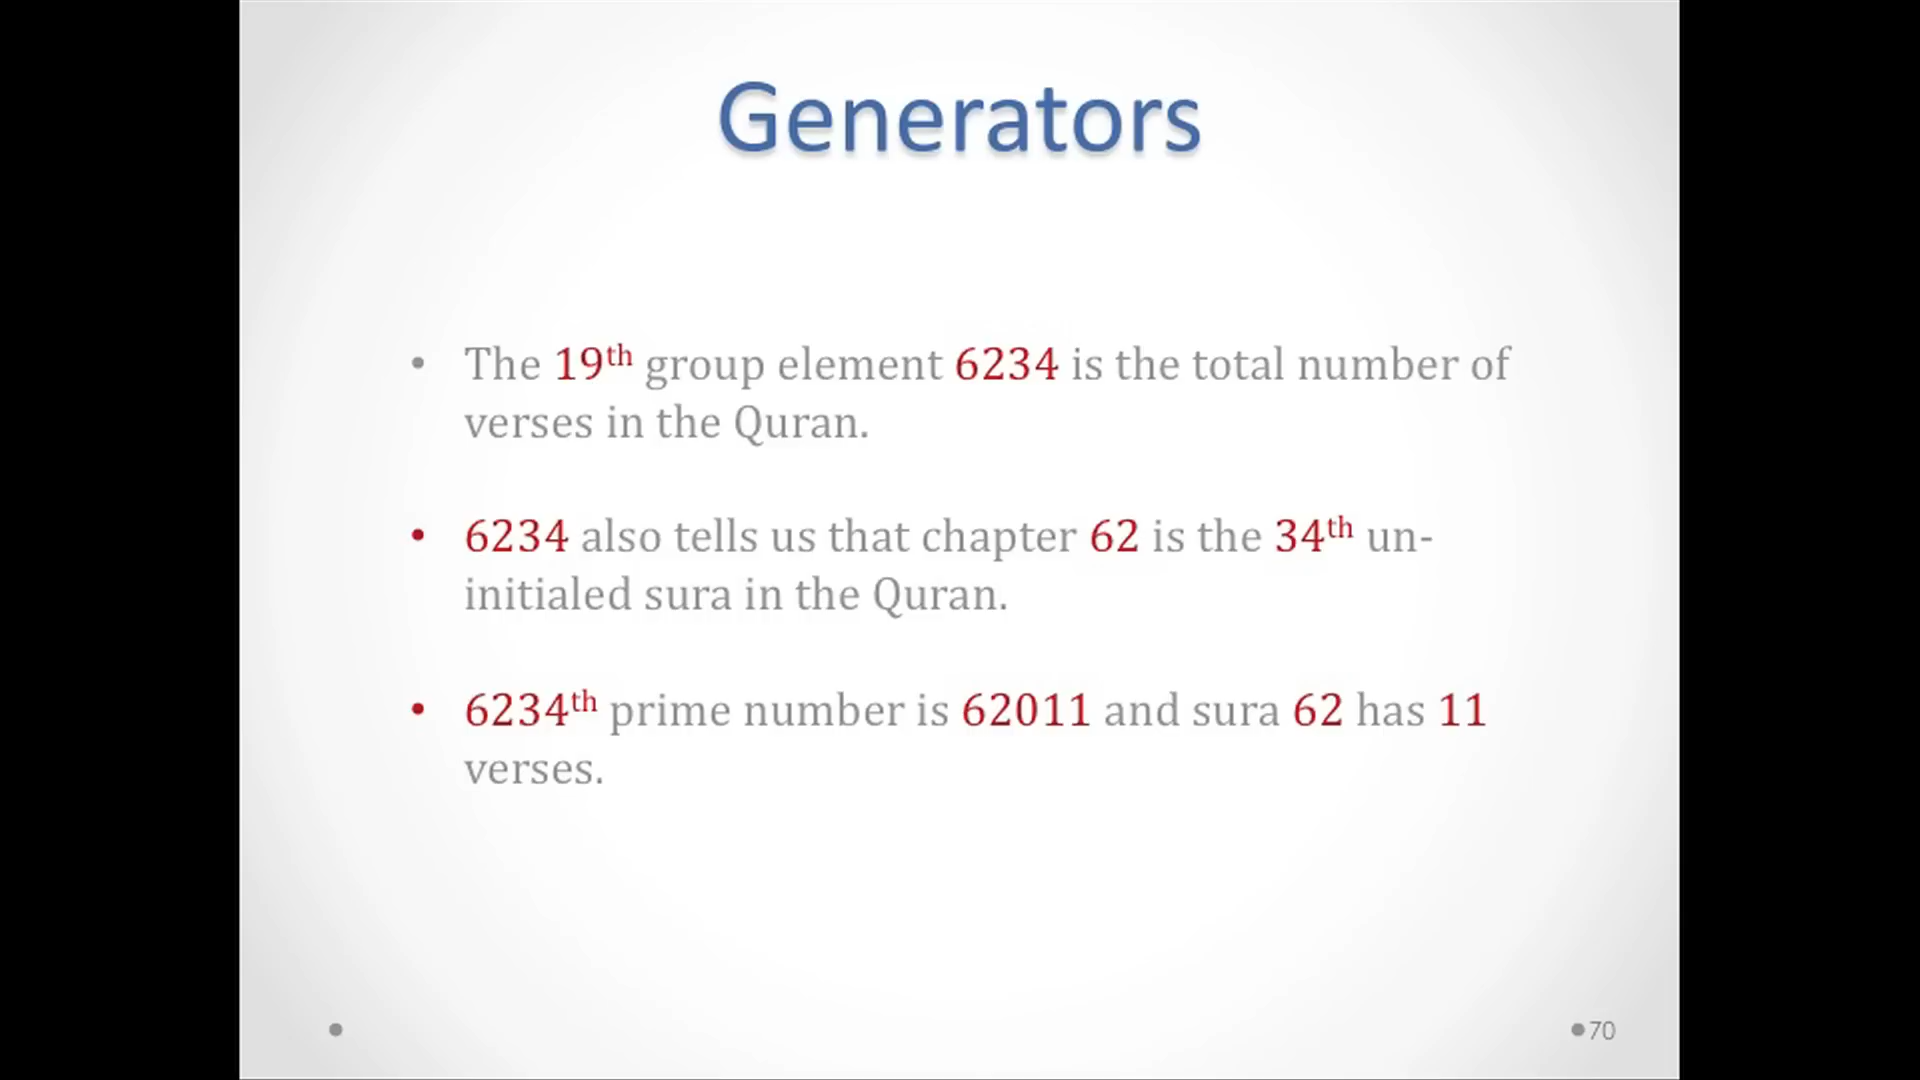 Generators
• The 19th group element 6234 is the total number of
verses in the Quran.
• 6234 also tells us that chapter 62 is the 34th un-
initialed sura in the Quran.
• 6234th prime number is 62011 and sura 62 has 11
verses.
70